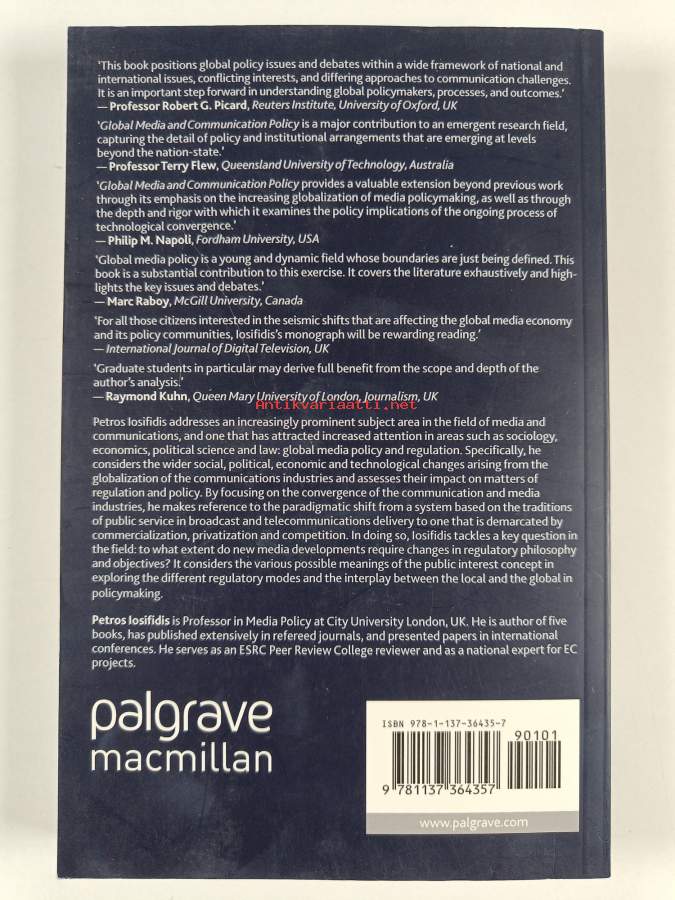 'This book positions global policy issues and debates within a wide framework of national and
international issues, conflicting interests, and differing approaches to communication challenges.
It is an important step forward in understanding global policymakers, processes, and outcomes.'
— Professor Robert G. Picard, Reuters Institute, University of Oxford, UK
'Global Media and Communication Policy is a major contribution to an emergent research field,
capturing the detail of policy and institutional arrangements that are emerging at levels
beyond the nation-state.'
— Professor Terry Flew, Queensland University of Technology, Australia
'Global Media and Communication Policy provides a valuable extension beyond previous work
through its emphasis on the increasing globalization of media policymaking, as well as through
the depth and rigor with which it examines the policy implications of the ongoing process of
technological convergence.'
— Philip M. Napoli, Fordham University, USA
'Global media policy is a young and dynamic field whose boundaries are just being defined. This
book is a substantial contribution to this exercise. It covers the literature exhaustively and high-
lights the key issues and debates.'
— Marc Raboy, McGill University, Canada
'For all those citizens interested in the seismic shifts that are affecting the global media economy
and its policy communities, Iosifidis's monograph will be rewarding reading.'
— International Journal of Digital Television, UK
'Graduate students in particular may derive full benefit from the scope and depth of the
author's analysis.'
— Raymond Kuhn, Queen Mary University of London, Journalism, UK
Antikvariaatti.net
Petros Iosifidis addresses an increasingly prominent subject area in the field of media and
communications, and one that has attracted increased attention in areas such as sociology,
economics, political science and law: global media policy and regulation. Specifically, he
considers the wider social, political, economic and technological changes arising from the
globalization of the communications industries and assesses their impact on matters of
regulation and policy. By focusing on the convergence of the communication and media
industries, he makes reference to the paradigmatic shift from a system based on the traditions
of public service in broadcast and telecommunications delivery to one that is demarcated by
commercialization, privatization and competition. In doing so, Iosifidis tackles a key question in
the field: to what extent do new media developments require changes in regulatory philosophy
and objectives? It considers the various possible meanings of the public interest concept in
exploring the different regulatory modes and the interplay between the local and the global in
policymaking.
Petros Iosifidis is Professor in Media Policy at City University London, UK. He is author of five
books, has published extensively in refereed journals, and presented papers in international
conferences. He serves as an ESRC Peer Review College reviewer and as a national expert for EC
projects.
palgrave
macmillan
ISBN 978-1-137-36435-7
90101
9 781137 364357
www.palgrave.com